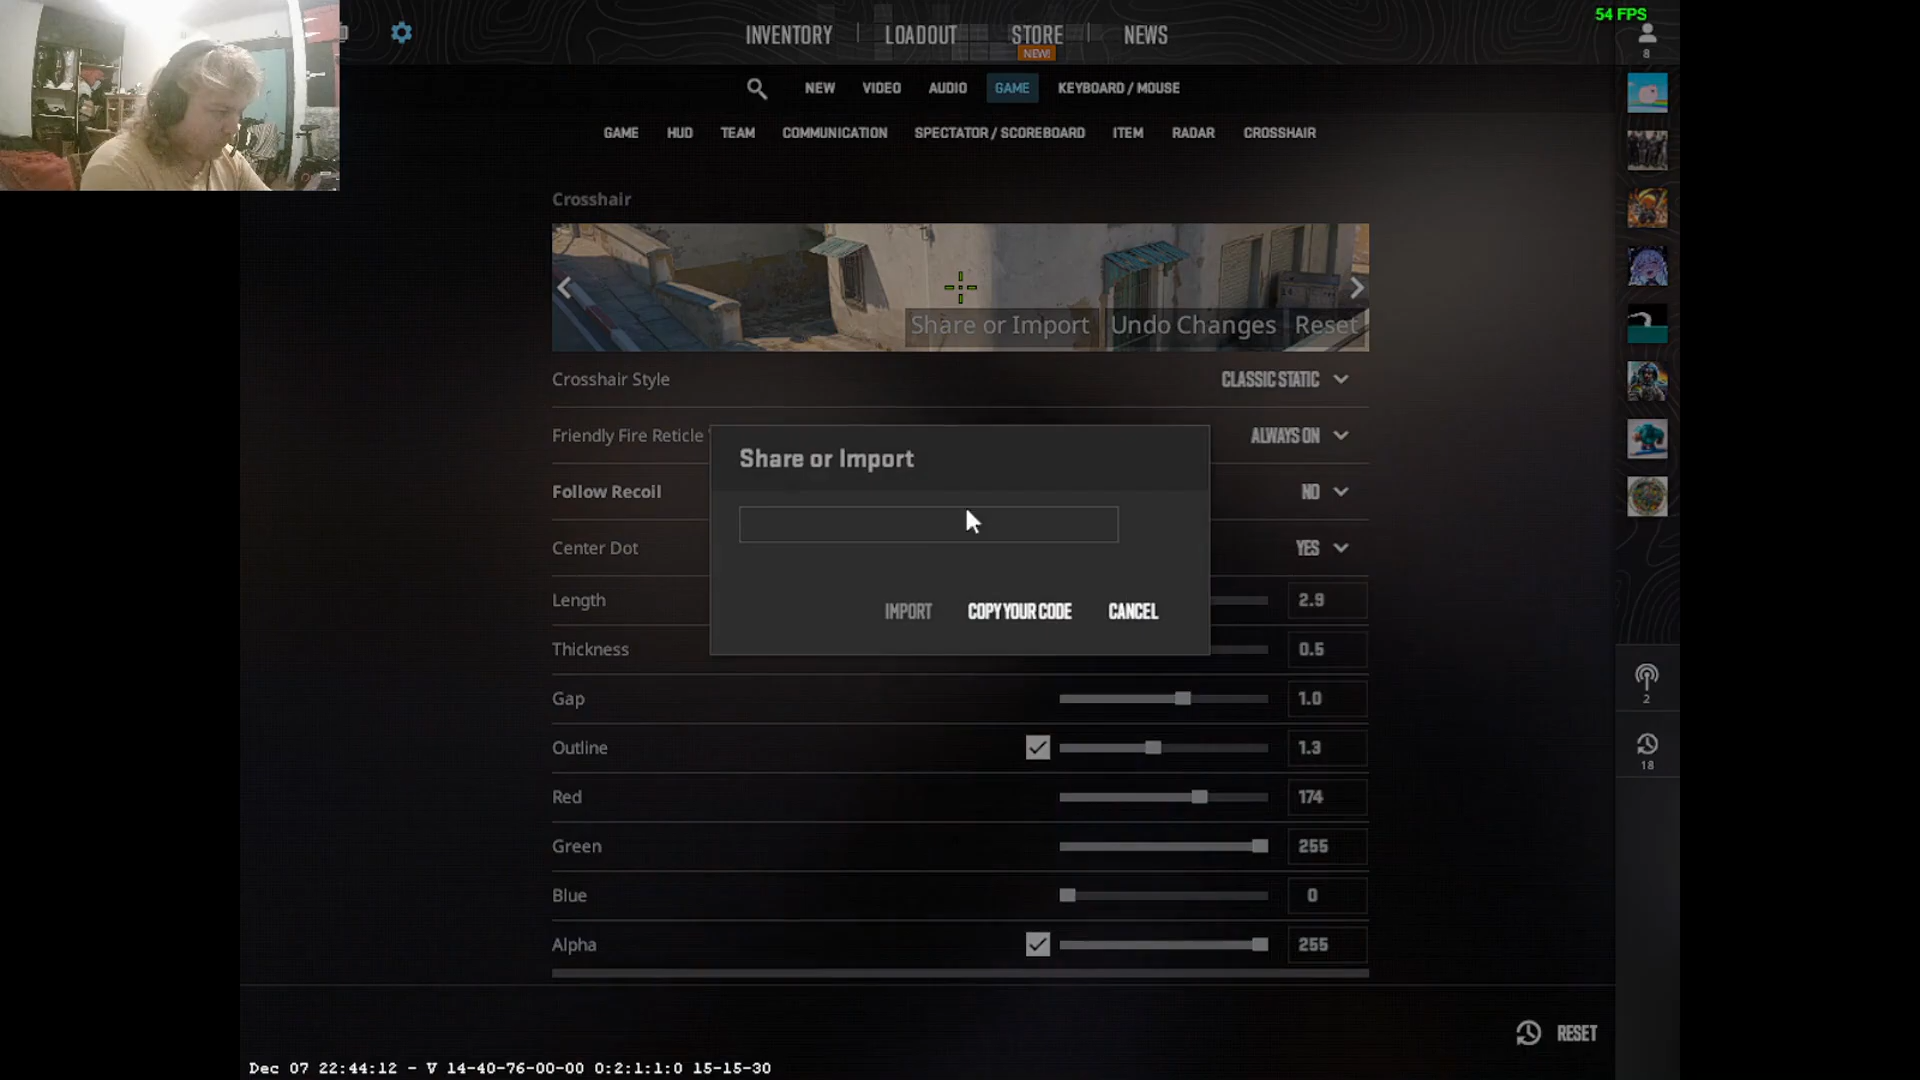 54 FPS
INVENTORY LOADOUT STORE NEWS
NEW!
8
NEW VIDEO AUDIO GAME KEYBOARD / MOUSE
GAME HUD TEAM COMMUNICATION SPECTATOR / SCOREBOARD ITEM RADAR CROSSHAIR
Crosshair
Share or Import Undo Changes Reset
Crosshair Style CLASSIC STATIC
Friendly Fire Reticle ALWAYS ON
Share or Import
Follow Recoil NO
Center Dot YES
Length 2.9
IMPORT COPY YOUR CODE CANCEL
Thickness 0.5
Gap 1.0
2
Outline 1.3
18
Red 174
Green 255
Blue 0
Alpha 255
RESET
Dec 07 22:44:12 - V 14-40-76-00-00 0:2:1:1:0 15-15-30